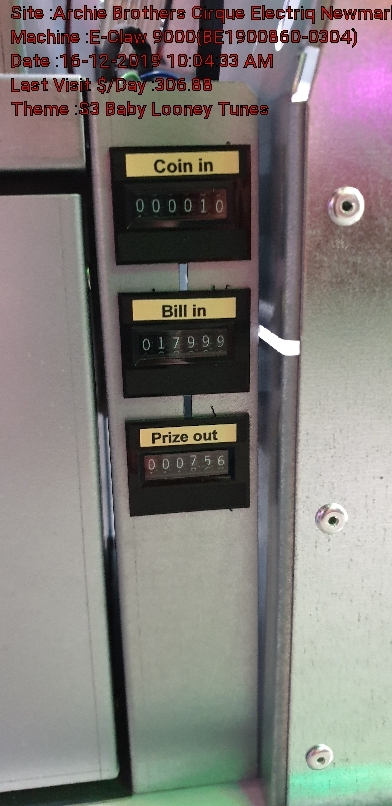 Site :Archie Brothers Cirque Electriq Newmar
Machine :E-Claw 9000(BE1900860-0304)
Date :16-12-2019 10:04:33 AM
Last Visit $/Day :306.88
Theme :S3 Baby Looney Tunes
Coin in
000010
Bill in
017999
Prize out
000756